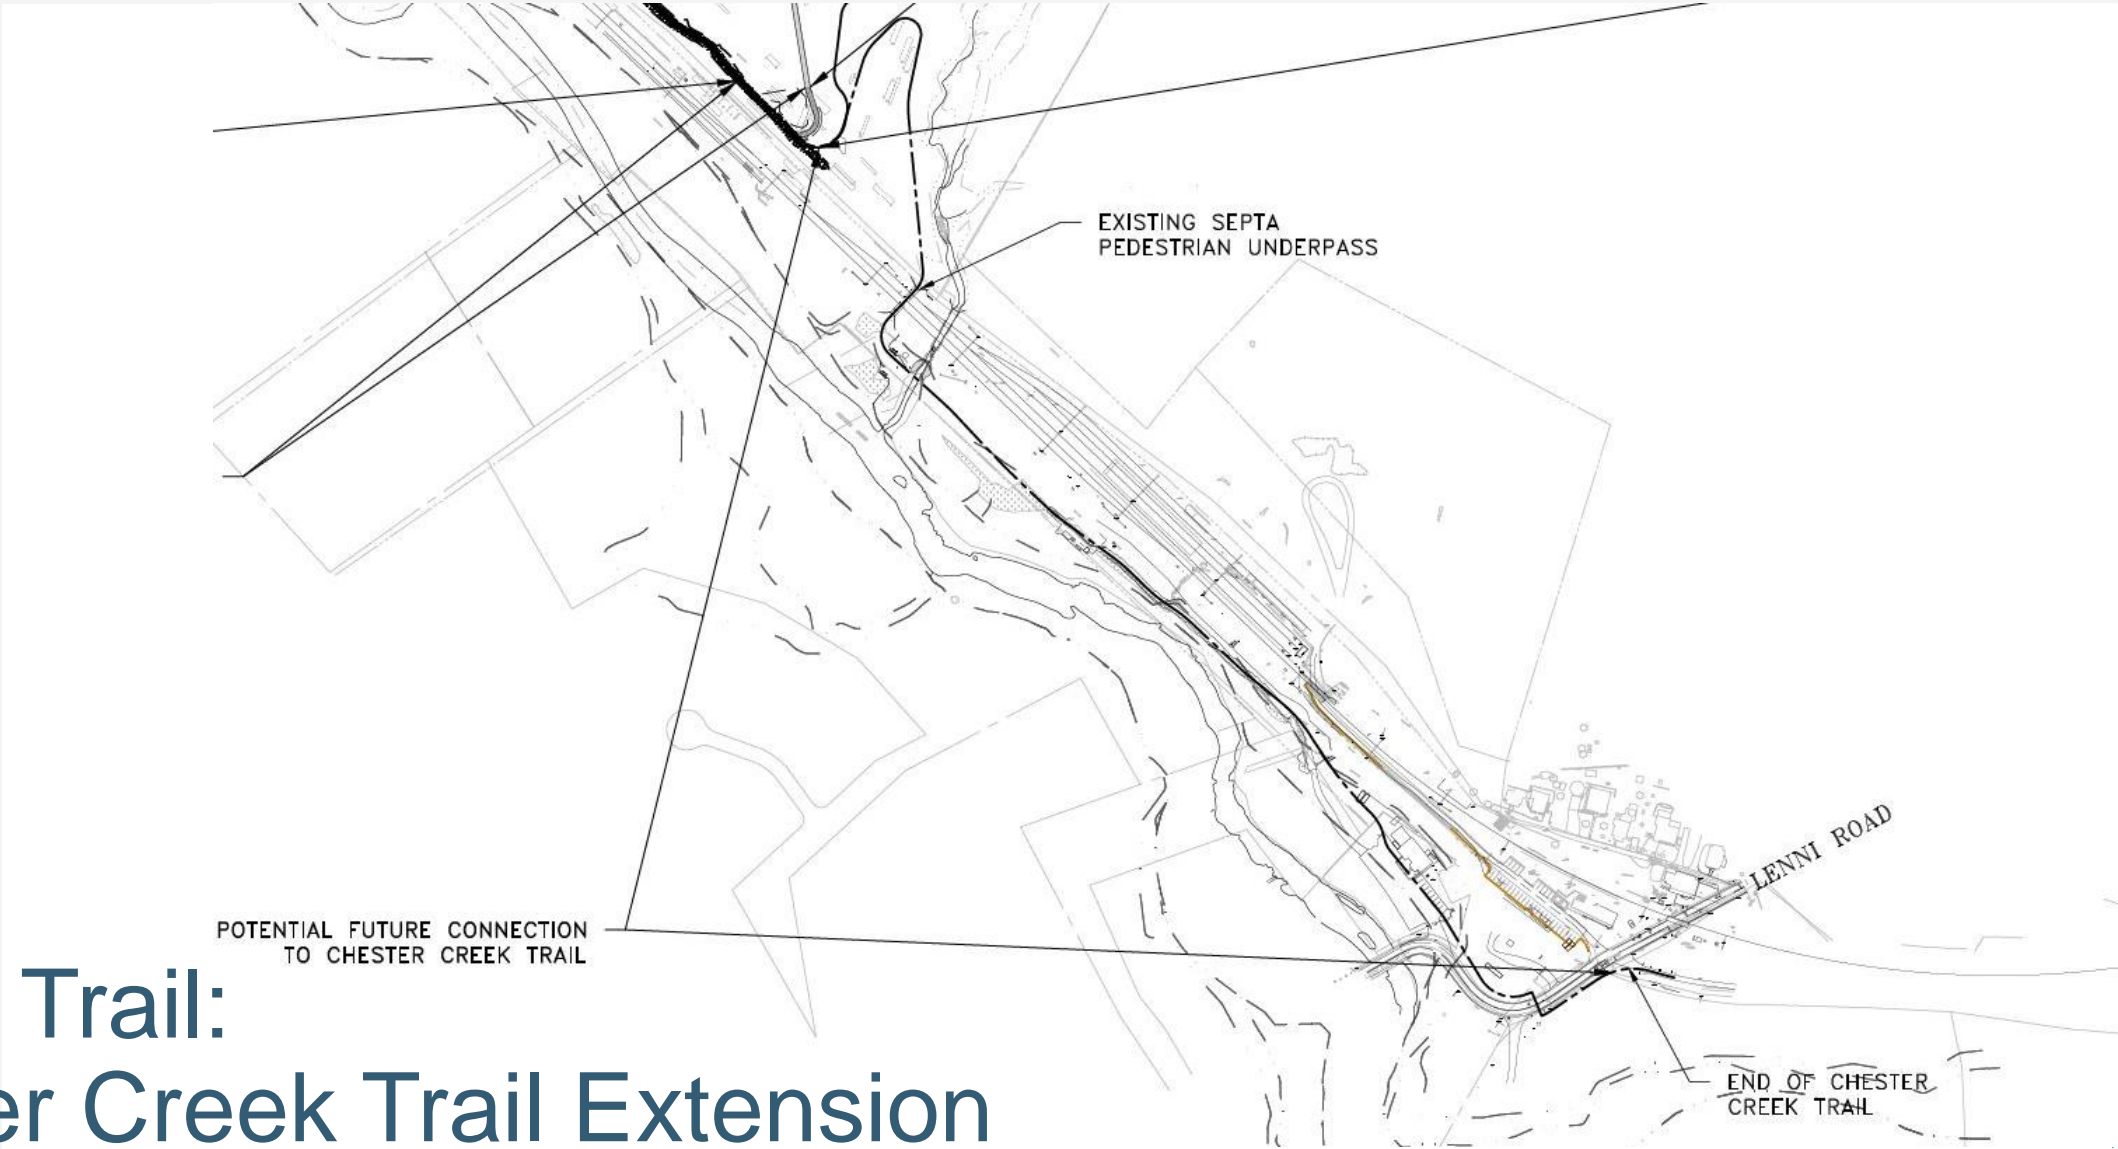 EXISTING SEPTA
PEDESTRIAN UNDERPASS
LENNI ROAD
POTENTIAL FUTURE CONNECTION
TO CHESTER CREEK TRAIL
Trail:
er Creek Trail Extension
END OF CHESTER
CREEK TRAIL